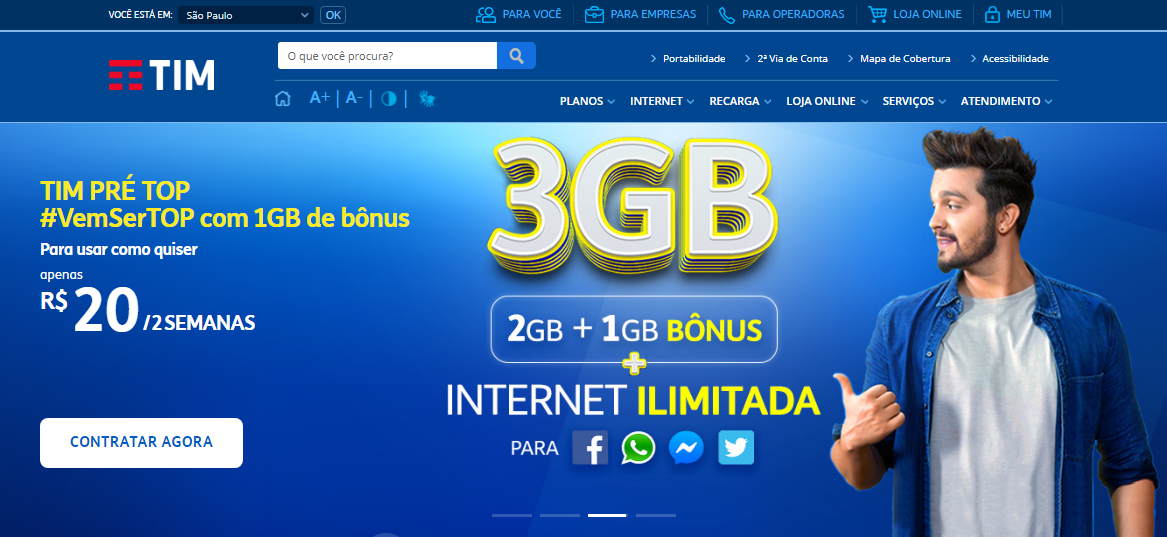 VOCÊ ESTÁ EM:
São Paulo
OK
PARA VOCÊ
PARA EMPRESAS
PARA OPERADORAS
LOJA ONLINE
MEU TIM
TIM
O que você procura?
Portabilidade
2ª Via de Conta
Mapa de Cobertura
Acessibilidade
A+ | A- | |
PLANOS
INTERNET
RECARGA
LOJA ONLINE
SERVIÇOS
ATENDIMENTO
TIM PRÉ TOP
#VemSerTOP com 1GB de bônus
Para usar como quiser
apenas
R$ 20 /2 SEMANAS
CONTRATAR AGORA
3GB
2GB + 1GB BÔNUS
+
INTERNET ILIMITADA
PARA